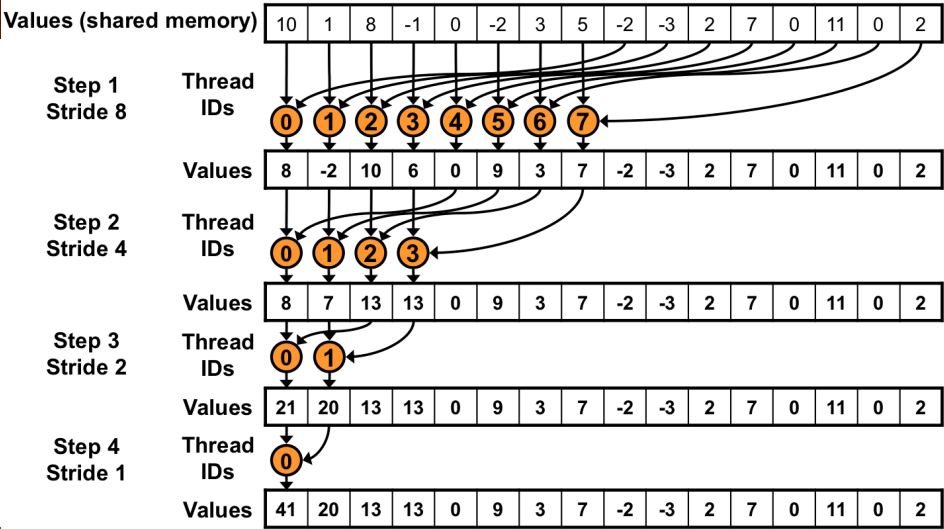 Values (shared memory) 10 1 8 -1 0 -2 3 5 -2 -3 2 7 0 11 0 2
Step 1 Thread
Stride 8 IDs
0 1 2 3 4 5 6 7
Values 8 -2 10 6 0 9 3 7 -2 -3 2 7 0 11 0 2
Step 2 Thread
Stride 4 IDs
0 1 2 3
Values 8 7 13 13 0 9 3 7 -2 -3 2 7 0 11 0 2
Step 3 Thread
Stride 2 IDs
0 1
Values 21 20 13 13 0 9 3 7 -2 -3 2 7 0 11 0 2
Step 4 Thread
Stride 1 IDs
0
Values 41 20 13 13 0 9 3 7 -2 -3 2 7 0 11 0 2